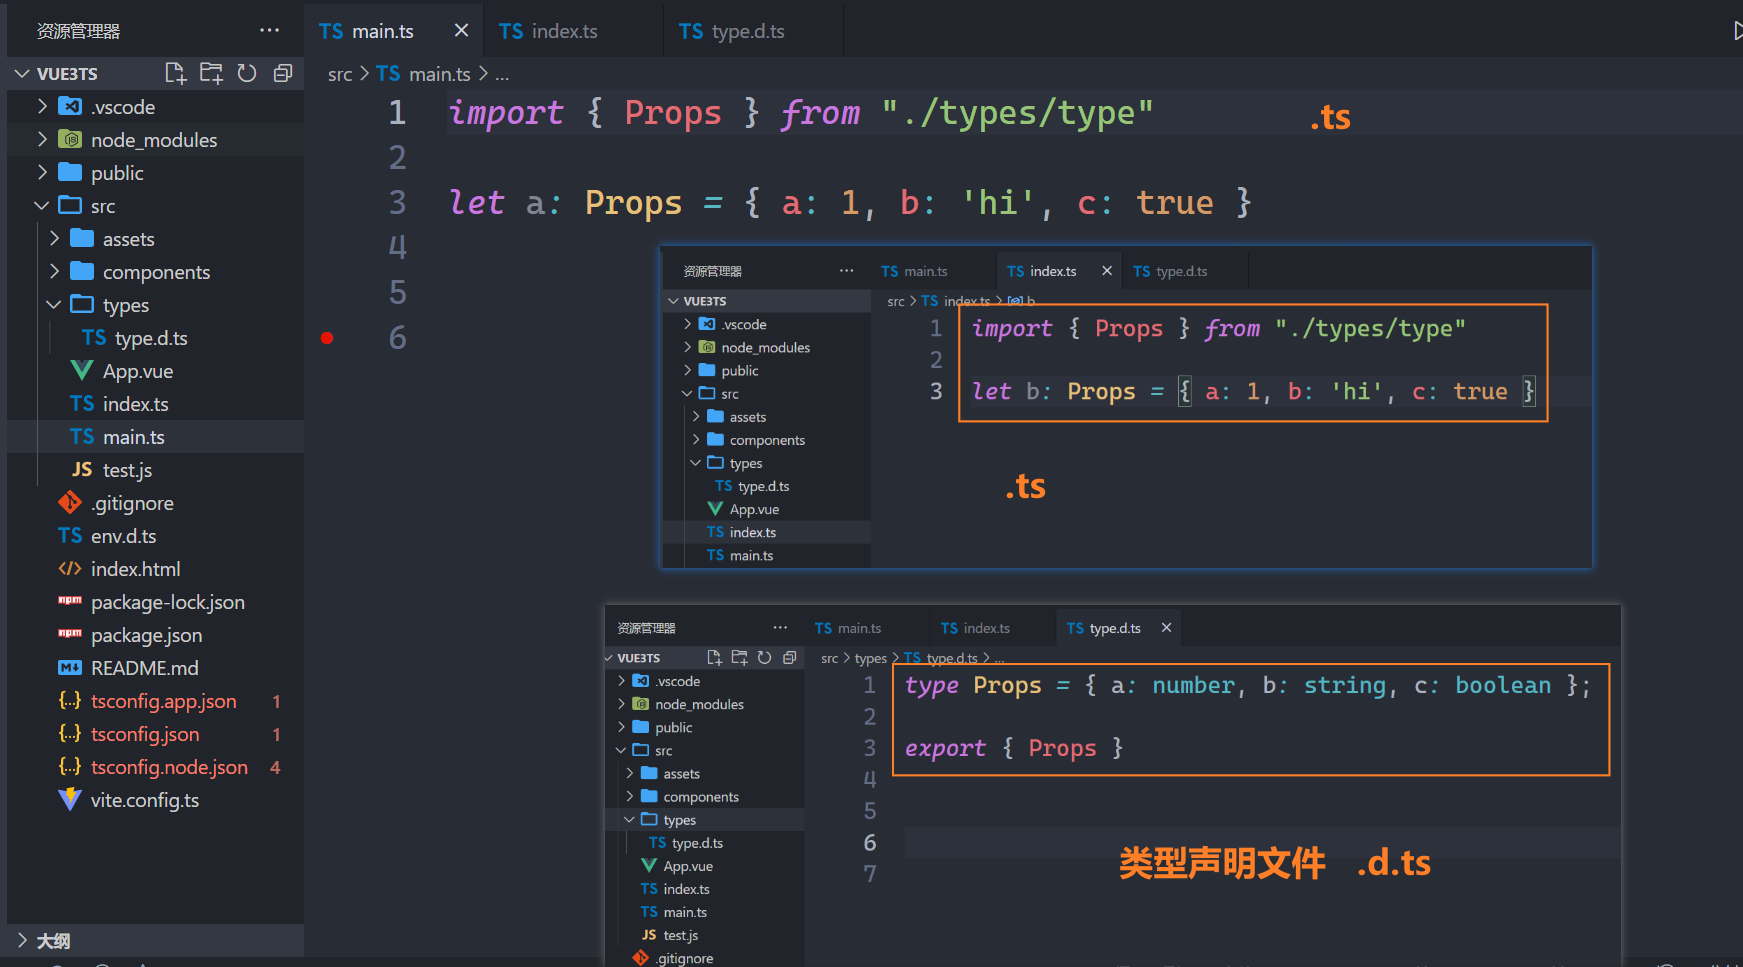 资源管理器 ···
VUE3TS
.vscode
node_modules
public
src
assets
components
types
TS type.d.ts
App.vue
TS index.ts
TS main.ts
JS test.js
.gitignore
TS env.d.ts
</> index.html
npm package-lock.json
npm package.json
README.md
{..} tsconfig.app.json 1
{..} tsconfig.json 1
{..} tsconfig.node.json 4
vite.config.ts
大纲
TS main.ts × TS index.ts TS type.d.ts
src > TS main.ts > ...
1 import { Props } from "./types/type"
.ts
2
3 let a: Props = { a: 1, b: 'hi', c: true }
4
5
6
资源管理器 ···
VUE3TS
.vscode
node_modules
public
src
assets
components
types
TS type.d.ts
App.vue
TS index.ts
TS main.ts
TS main.ts TS index.ts × TS type.d.ts
src > TS index.ts > b
1 import { Props } from "./types/type"
2
3 let b: Props = { a: 1, b: 'hi', c: true }
.ts
资源管理器 ···
VUE3TS
.vscode
node_modules
public
src
assets
components
types
TS type.d.ts
App.vue
TS index.ts
TS main.ts
JS test.js
.gitignore
TS main.ts TS index.ts TS type.d.ts ×
src > types > TS type.d.ts > ...
1 type Props = { a: number, b: string, c: boolean };
2
3 export { Props }
4
5
6
7
类型声明文件 .d.ts